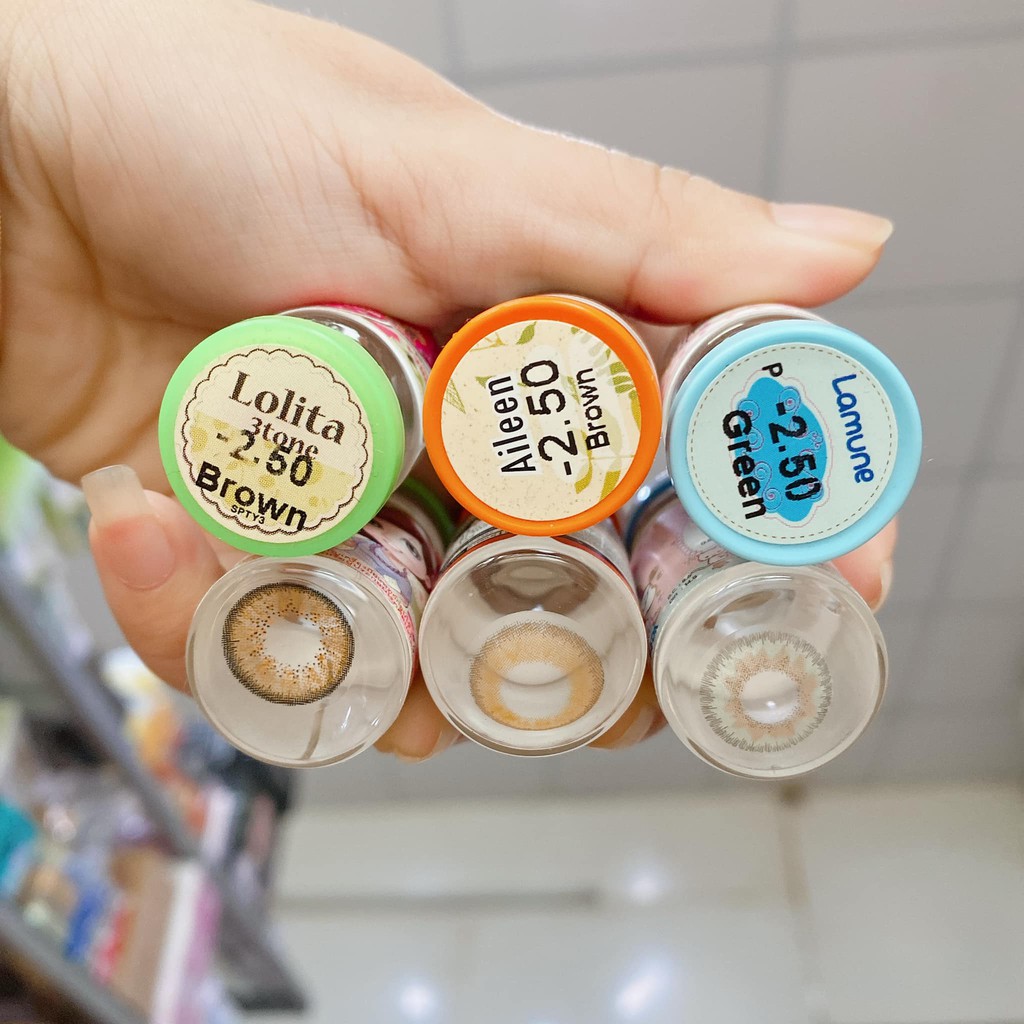 Lolita
3tone
-2.50
Brown
SPTY3
Aileen
-2.50
Brown
Lamune
P
-2.50
Green